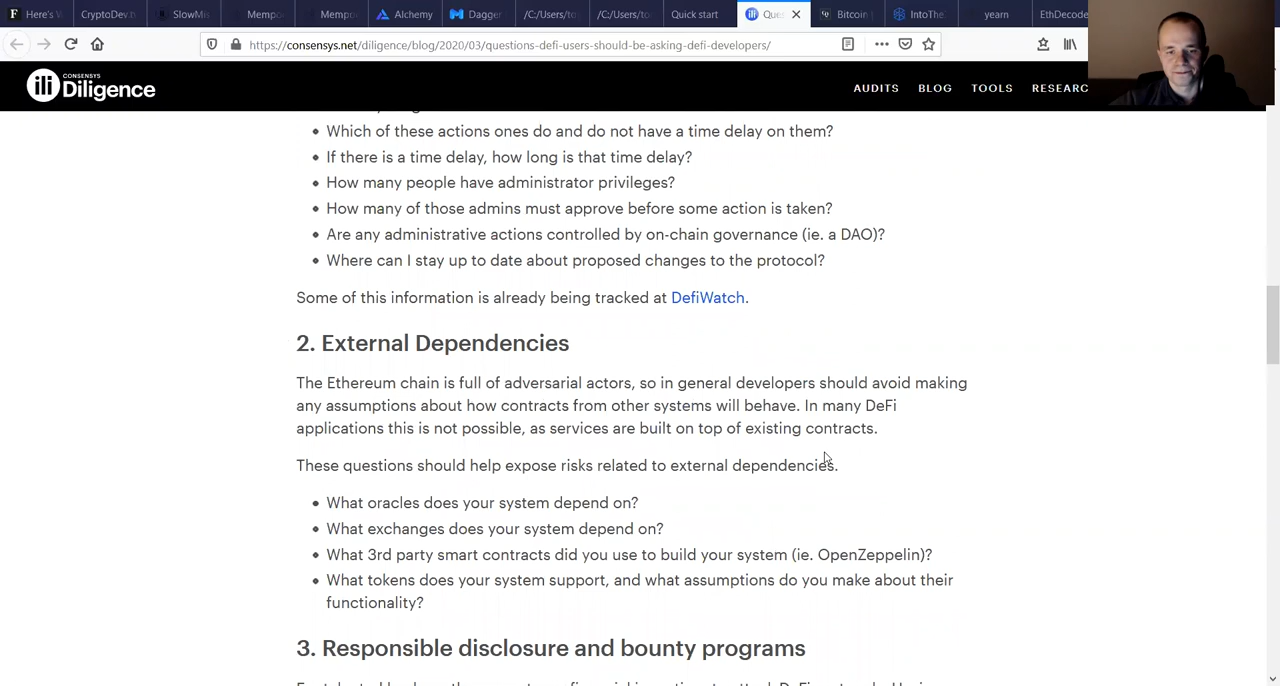 Here's W
CryptoDev.t
SlowMis
Mempo
Mempo
Alchemy
Dagger
/C:/Users/to
/C:/Users/to
Quick start
Que
Bitcoin
IntoThe
yearn
EthDecode
https://consensys.net/diligence/blog/2020/03/questions-defi-users-should-be-asking-defi-developers/
CONSENSYS
Diligence
AUDITS BLOG TOOLS RESEARC
• Which of these actions ones do and do not have a time delay on them?
• If there is a time delay, how long is that time delay?
• How many people have administrator privileges?
• How many of those admins must approve before some action is taken?
• Are any administrative actions controlled by on-chain governance (ie. a DAO)?
• Where can I stay up to date about proposed changes to the protocol?
Some of this information is already being tracked at DefiWatch.
2. External Dependencies
The Ethereum chain is full of adversarial actors, so in general developers should avoid making
any assumptions about how contracts from other systems will behave. In many DeFi
applications this is not possible, as services are built on top of existing contracts.
These questions should help expose risks related to external dependencies.
• What oracles does your system depend on?
• What exchanges does your system depend on?
• What 3rd party smart contracts did you use to build your system (ie. OpenZeppelin)?
• What tokens does your system support, and what assumptions do you make about their
functionality?
3. Responsible disclosure and bounty programs